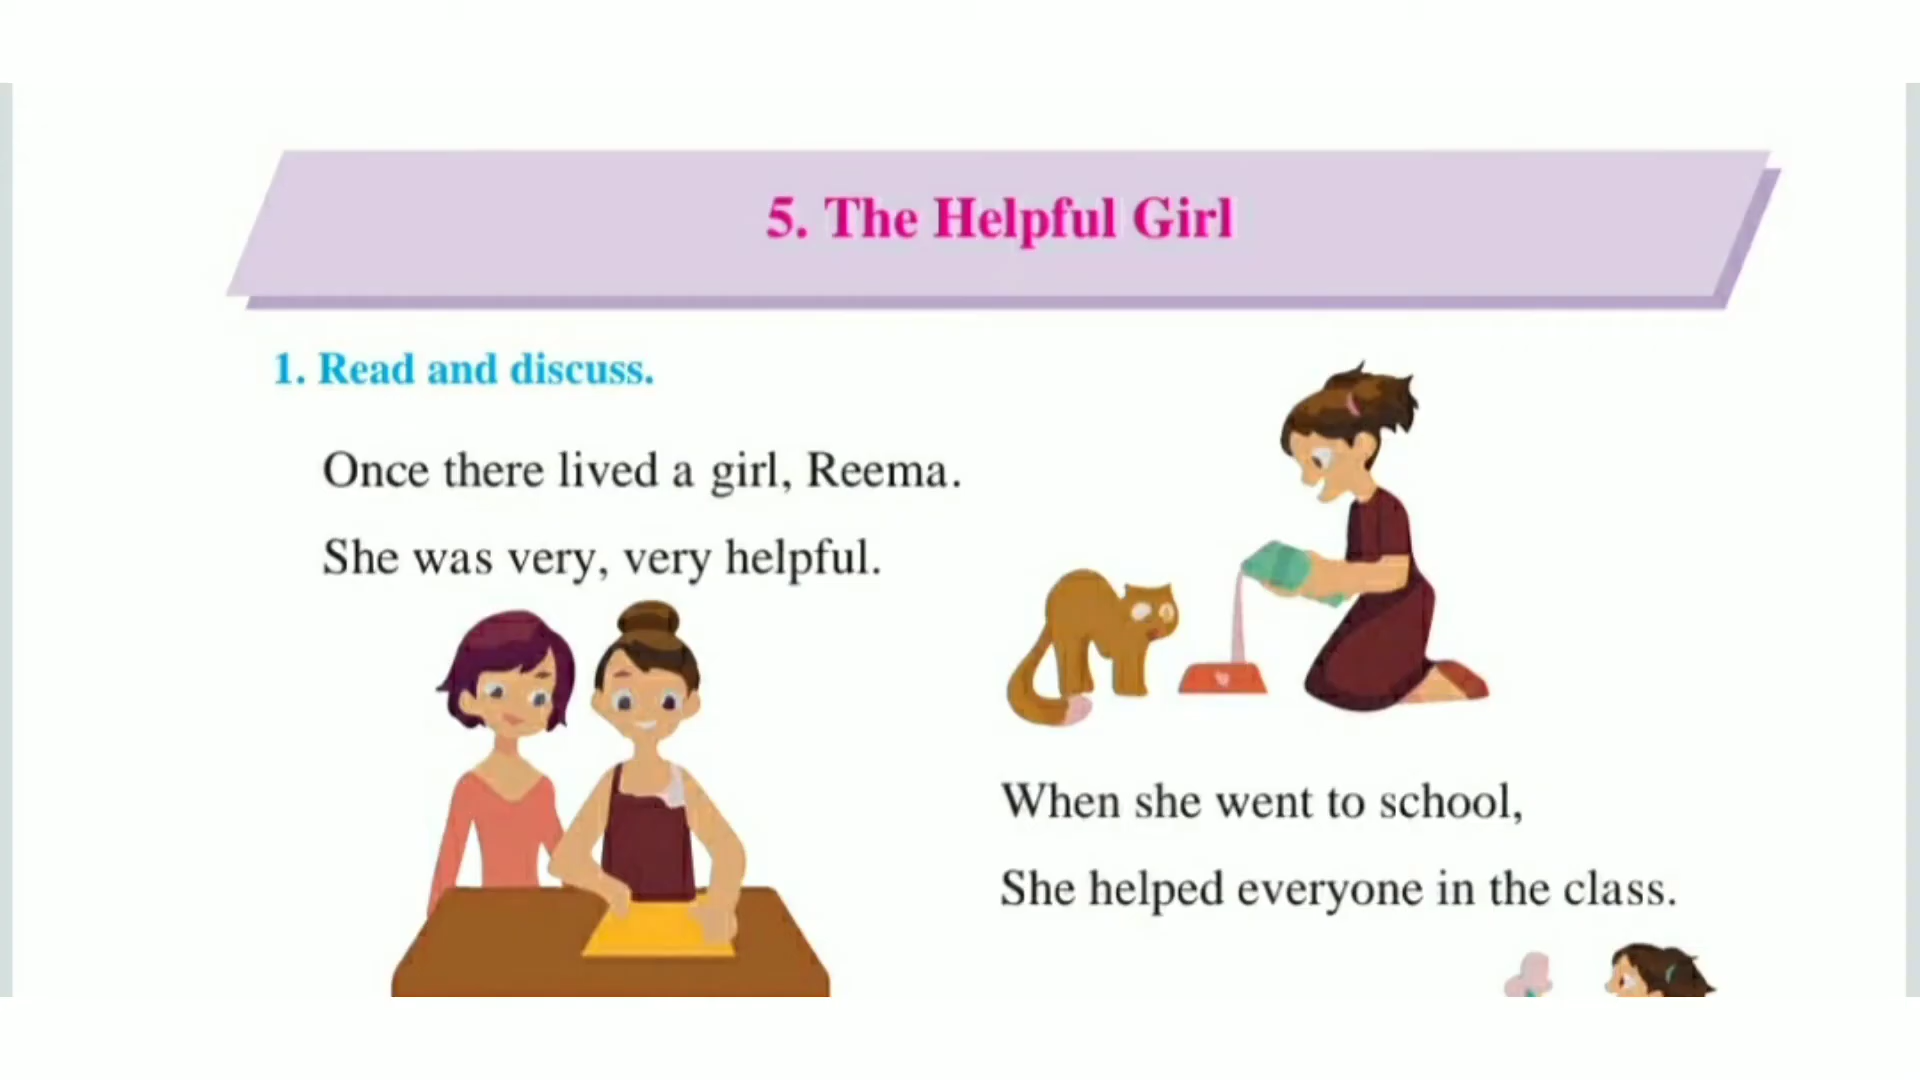 5. The Helpful Girl
1. Read and discuss.
Once there lived a girl, Reema.
She was very, very helpful.
When she went to school,
She helped everyone in the class.